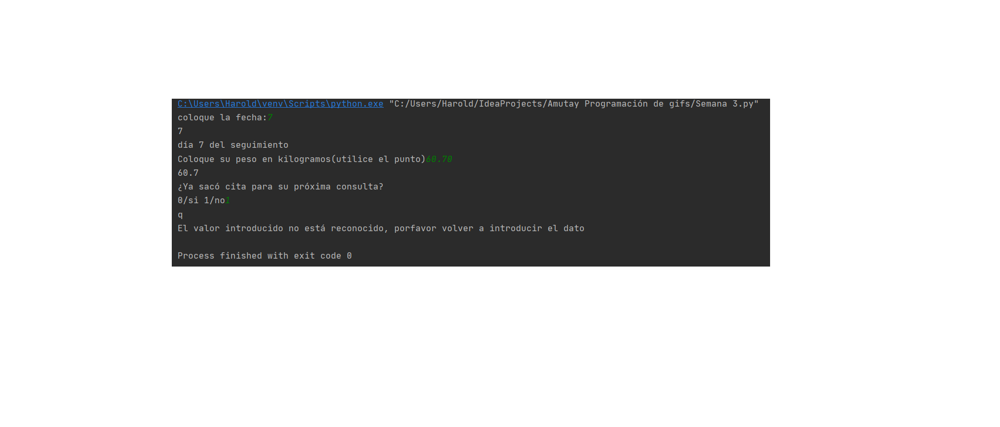 C:\Users\Harold\venv\Scripts\python.exe "C:/Users/Harold/IdeaProjects/Amutay Programación de gifs/Semana 3.py"
coloque la fecha:7
7
día 7 del seguimiento
Coloque su peso en kilogramos(utilice el punto)60.70
60.7
¿Ya sacó cita para su próxima consulta?
0/si 1/no1
q
El valor introducido no está reconocido, porfavor volver a introducir el dato
Process finished with exit code 0